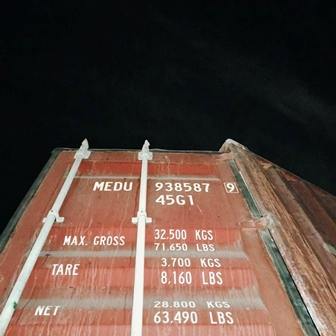 MEDU 938587 9
45G1
MAX. GROSS 32.500 KGS
71.650 LBS
TARE 3.700 KGS
8.160 LBS
NET 28.800 KGS
63.490 LBS